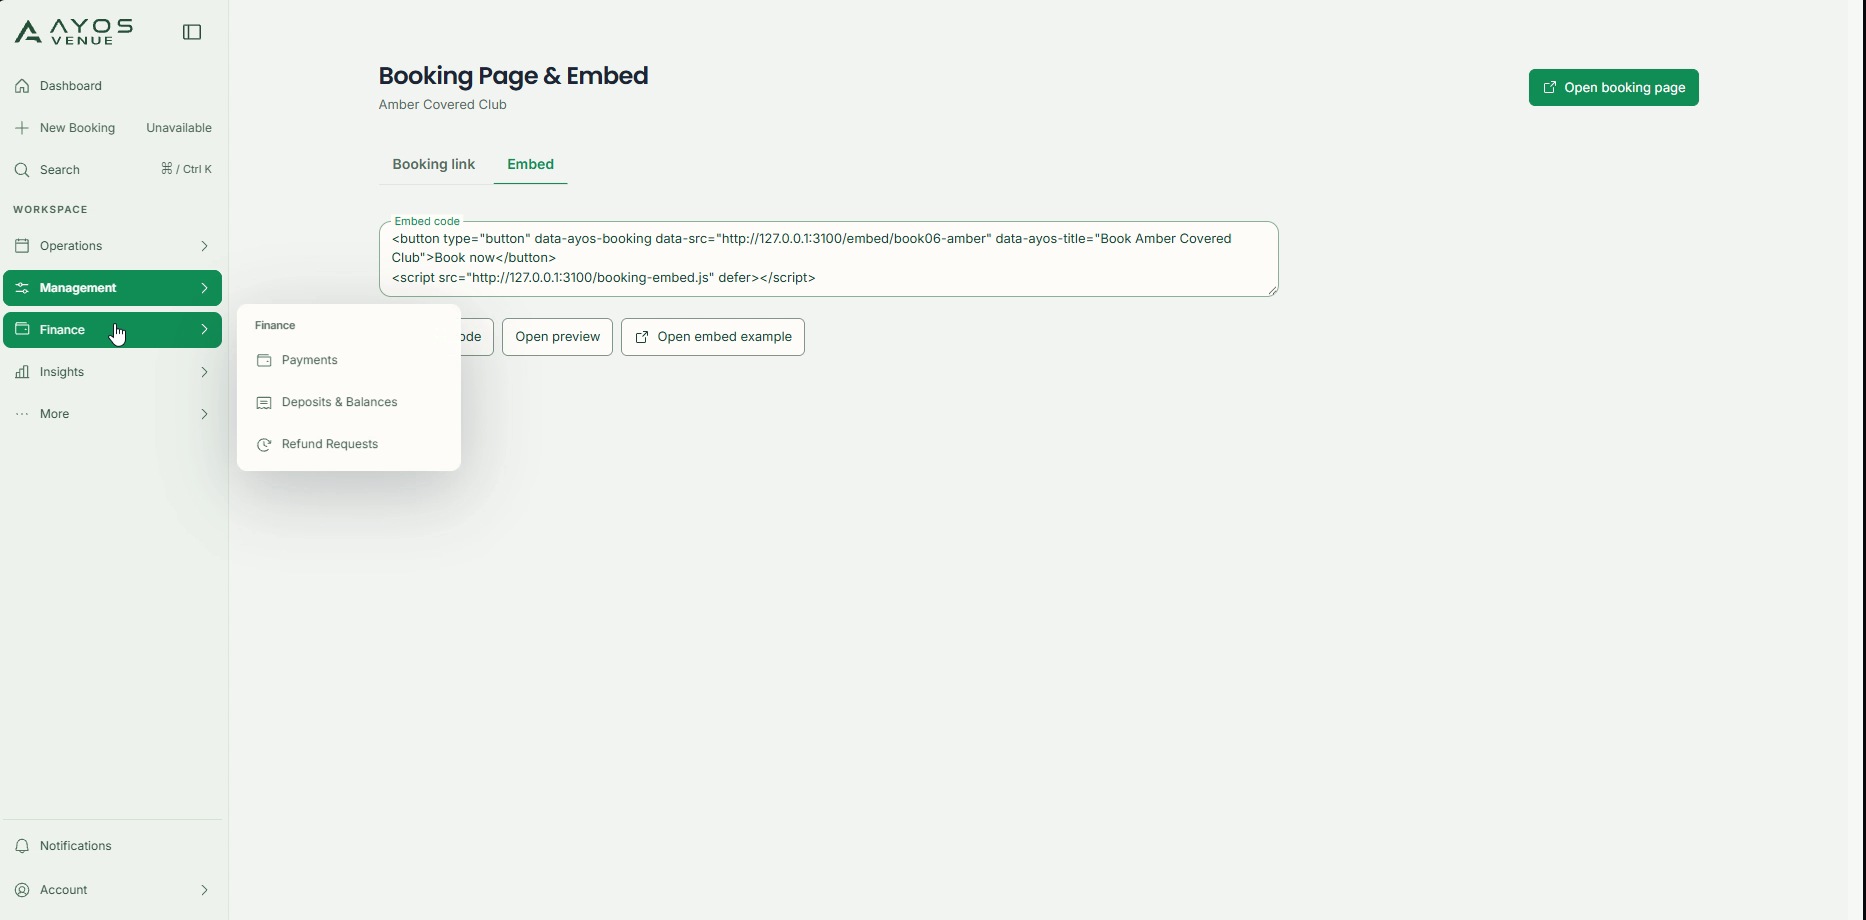 AYOS
VENUE
Dashboard
New Booking Unavailable
Search ⌘ / Ctrl K
WORKSPACE
Operations
Management
Finance
Insights
More
Notifications
Account
Booking Page & Embed
Amber Covered Club
Open booking page
Booking link Embed
Embed code
<button type="button" data-ayos-booking data-src="http://127.0.0.1:3100/embed/book06-amber" data-ayos-title="Book Amber Covered
Club">Book now</button>
<script src="http://127.0.0.1:3100/booking-embed.js" defer></script>
ode Open preview Open embed example
Finance
Payments
Deposits & Balances
Refund Requests